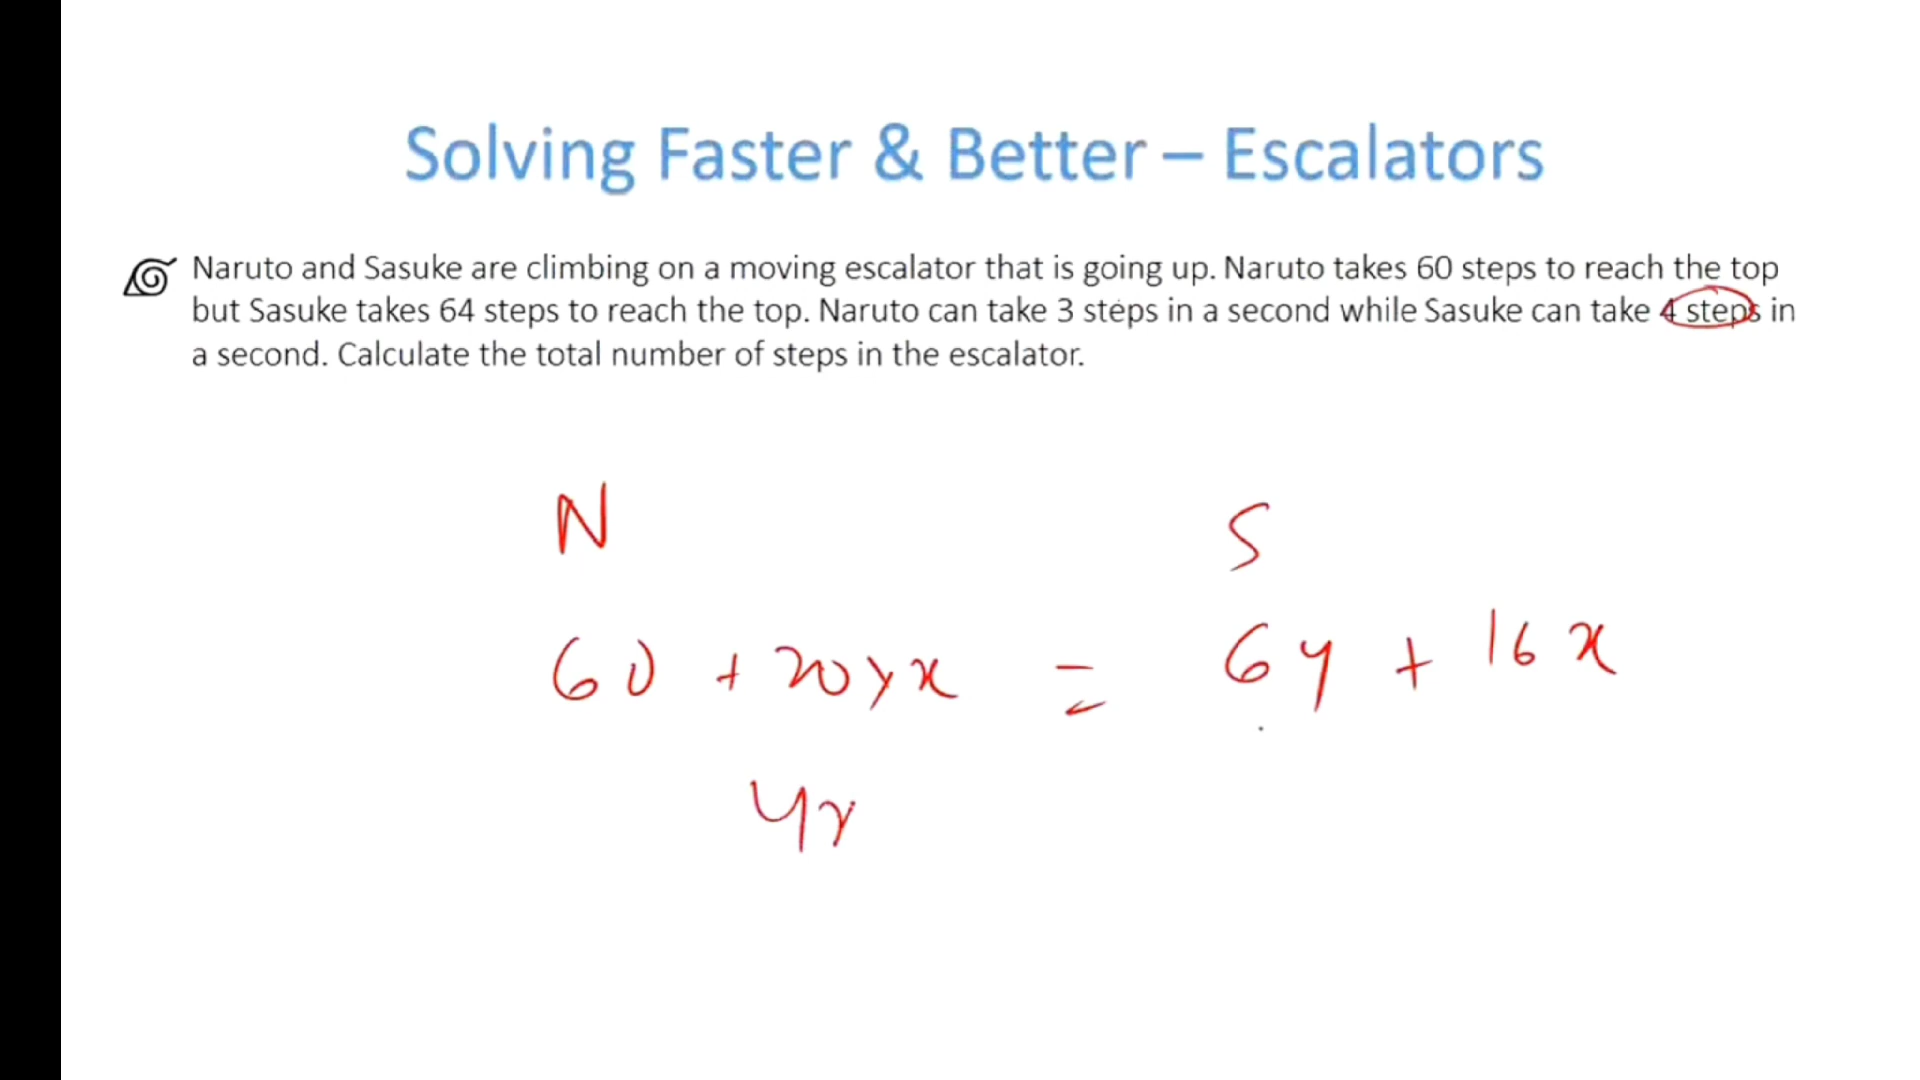 Solving Faster & Better – Escalators
Naruto and Sasuke are climbing on a moving escalator that is going up. Naruto takes 60 steps to reach the top
but Sasuke takes 64 steps to reach the top. Naruto can take 3 steps in a second while Sasuke can take 4 steps in
a second. Calculate the total number of steps in the escalator.
N S
60 + 20 x x = 64 + 16 x
4x